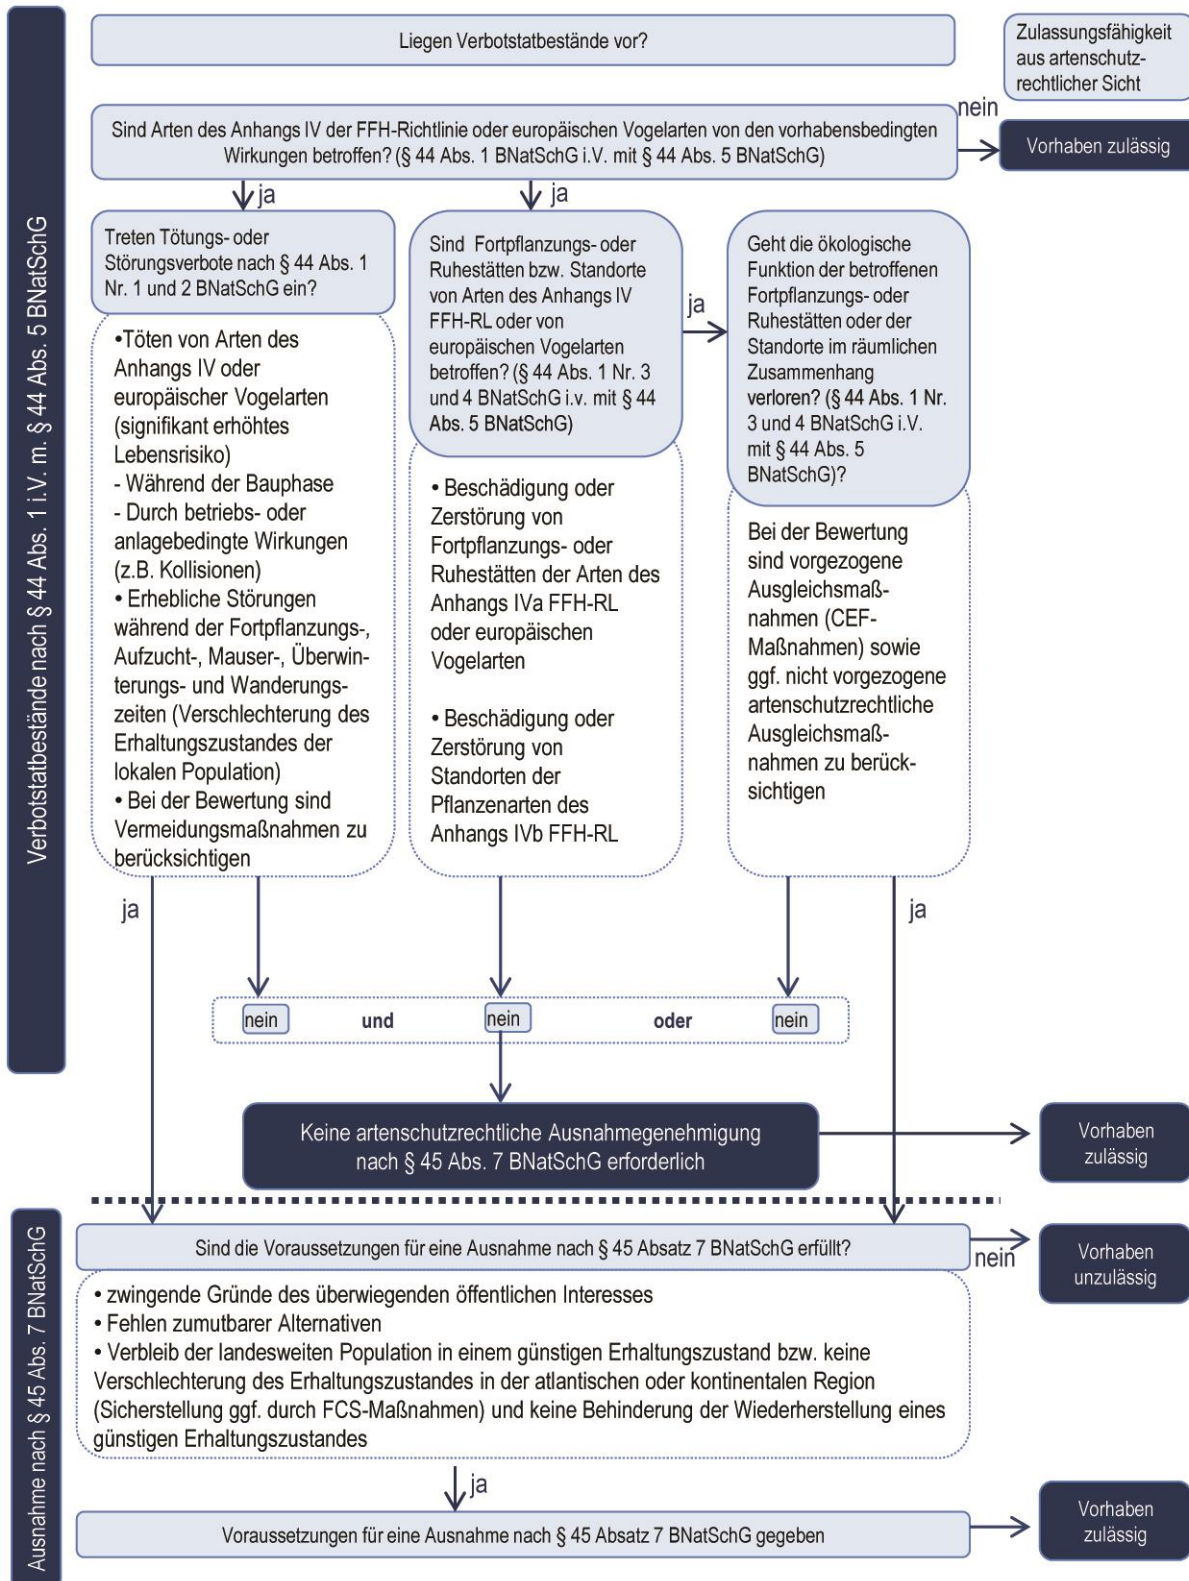 Verbotstatbestände nach § 44 Abs. 1 i.V. m. § 44 Abs. 5 BNatSchG
Liegen Verbotstatbestände vor?
Zulassungsfähigkeit
aus artenschutz-
rechtlicher Sicht
Sind Arten des Anhangs IV der FFH-Richtlinie oder europäischen Vogelarten von den vorhabensbedingten
Wirkungen betroffen? (§ 44 Abs. 1 BNatSchG i.V. mit § 44 Abs. 5 BNatSchG)
nein
Vorhaben zulässig
ja
ja
Treten Tötungs- oder
Störungsverbote nach § 44 Abs. 1
Nr. 1 und 2 BNatSchG ein?
•Töten von Arten des
Anhangs IV oder
europäischer Vogelarten
(signifikant erhöhtes
Lebensrisiko)
- Während der Bauphase
- Durch betriebs- oder
anlagebedingte Wirkungen
(z.B. Kollisionen)
• Erhebliche Störungen
während der Fortpflanzungs-,
Aufzucht-, Mauser-, Überwin-
terungs- und Wanderungs-
zeiten (Verschlechterung des
Erhaltungszustandes der
lokalen Population)
• Bei der Bewertung sind
Vermeidungsmaßnahmen zu
berücksichtigen
Sind Fortpflanzungs- oder
Ruhestätten bzw. Standorte
von Arten des Anhangs IV
FFH-RL oder von
europäischen Vogelarten
betroffen? (§ 44 Abs. 1 Nr. 3
und 4 BNatSchG i.v. mit § 44
Abs. 5 BNatSchG)
• Beschädigung oder
Zerstörung von
Fortpflanzungs- oder
Ruhestätten der Arten des
Anhangs IVa FFH-RL
oder europäischen
Vogelarten
• Beschädigung oder
Zerstörung von
Standorten der
Pflanzenarten des
Anhangs IVb FFH-RL
ja
Geht die ökologische
Funktion der betroffenen
Fortpflanzungs- oder
Ruhestätten oder der
Standorte im räumlichen
Zusammenhang
verloren? (§ 44 Abs. 1 Nr.
3 und 4 BNatSchG i.V.
mit § 44 Abs. 5
BNatSchG)?
Bei der Bewertung
sind vorgezogene
Ausgleichsmaß-
nahmen (CEF-
Maßnahmen) sowie
ggf. nicht vorgezogene
artenschutzrechtliche
Ausgleichsmaß-
nahmen zu berück-
sichtigen
ja
ja
nein und nein oder nein
Keine artenschutzrechtliche Ausnahmegenehmigung
nach § 45 Abs. 7 BNatSchG erforderlich
Vorhaben
zulässig
Ausnahme nach § 45 Abs. 7 BNatSchG
Sind die Voraussetzungen für eine Ausnahme nach § 45 Absatz 7 BNatSchG erfüllt?
nein
Vorhaben
unzulässig
• zwingende Gründe des überwiegenden öffentlichen Interesses
• Fehlen zumutbarer Alternativen
• Verbleib der landesweiten Population in einem günstigen Erhaltungszustand bzw. keine
Verschlechterung des Erhaltungszustandes in der atlantischen oder kontinentalen Region
(Sicherstellung ggf. durch FCS-Maßnahmen) und keine Behinderung der Wiederherstellung eines
günstigen Erhaltungszustandes
ja
Voraussetzungen für eine Ausnahme nach § 45 Absatz 7 BNatSchG gegeben
Vorhaben
zulässig